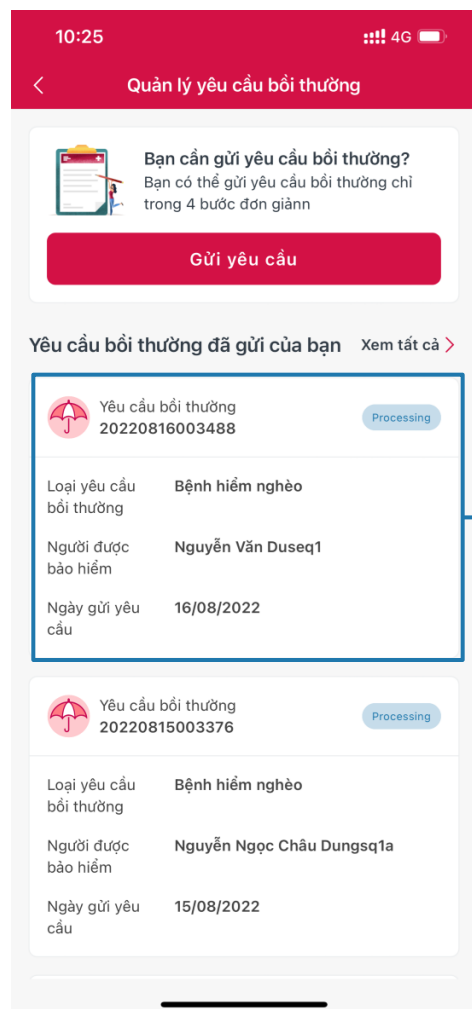 10:25 4G
Quản lý yêu cầu bồi thường
Bạn cần gửi yêu cầu bồi thường?
Bạn có thể gửi yêu cầu bồi thường chỉ
trong 4 bước đơn giảnn
Gửi yêu cầu
Yêu cầu bồi thường đã gửi của bạn Xem tất cả
Yêu cầu bồi thường
20220816003488 Processing
Loại yêu cầu Bệnh hiểm nghèo
bồi thường
Người được Nguyễn Văn Duseq1
bảo hiểm
Ngày gửi yêu 16/08/2022
cầu
Yêu cầu bồi thường
20220815003376 Processing
Loại yêu cầu Bệnh hiểm nghèo
bồi thường
Người được Nguyễn Ngọc Châu Dungsq1a
bảo hiểm
Ngày gửi yêu 15/08/2022
cầu